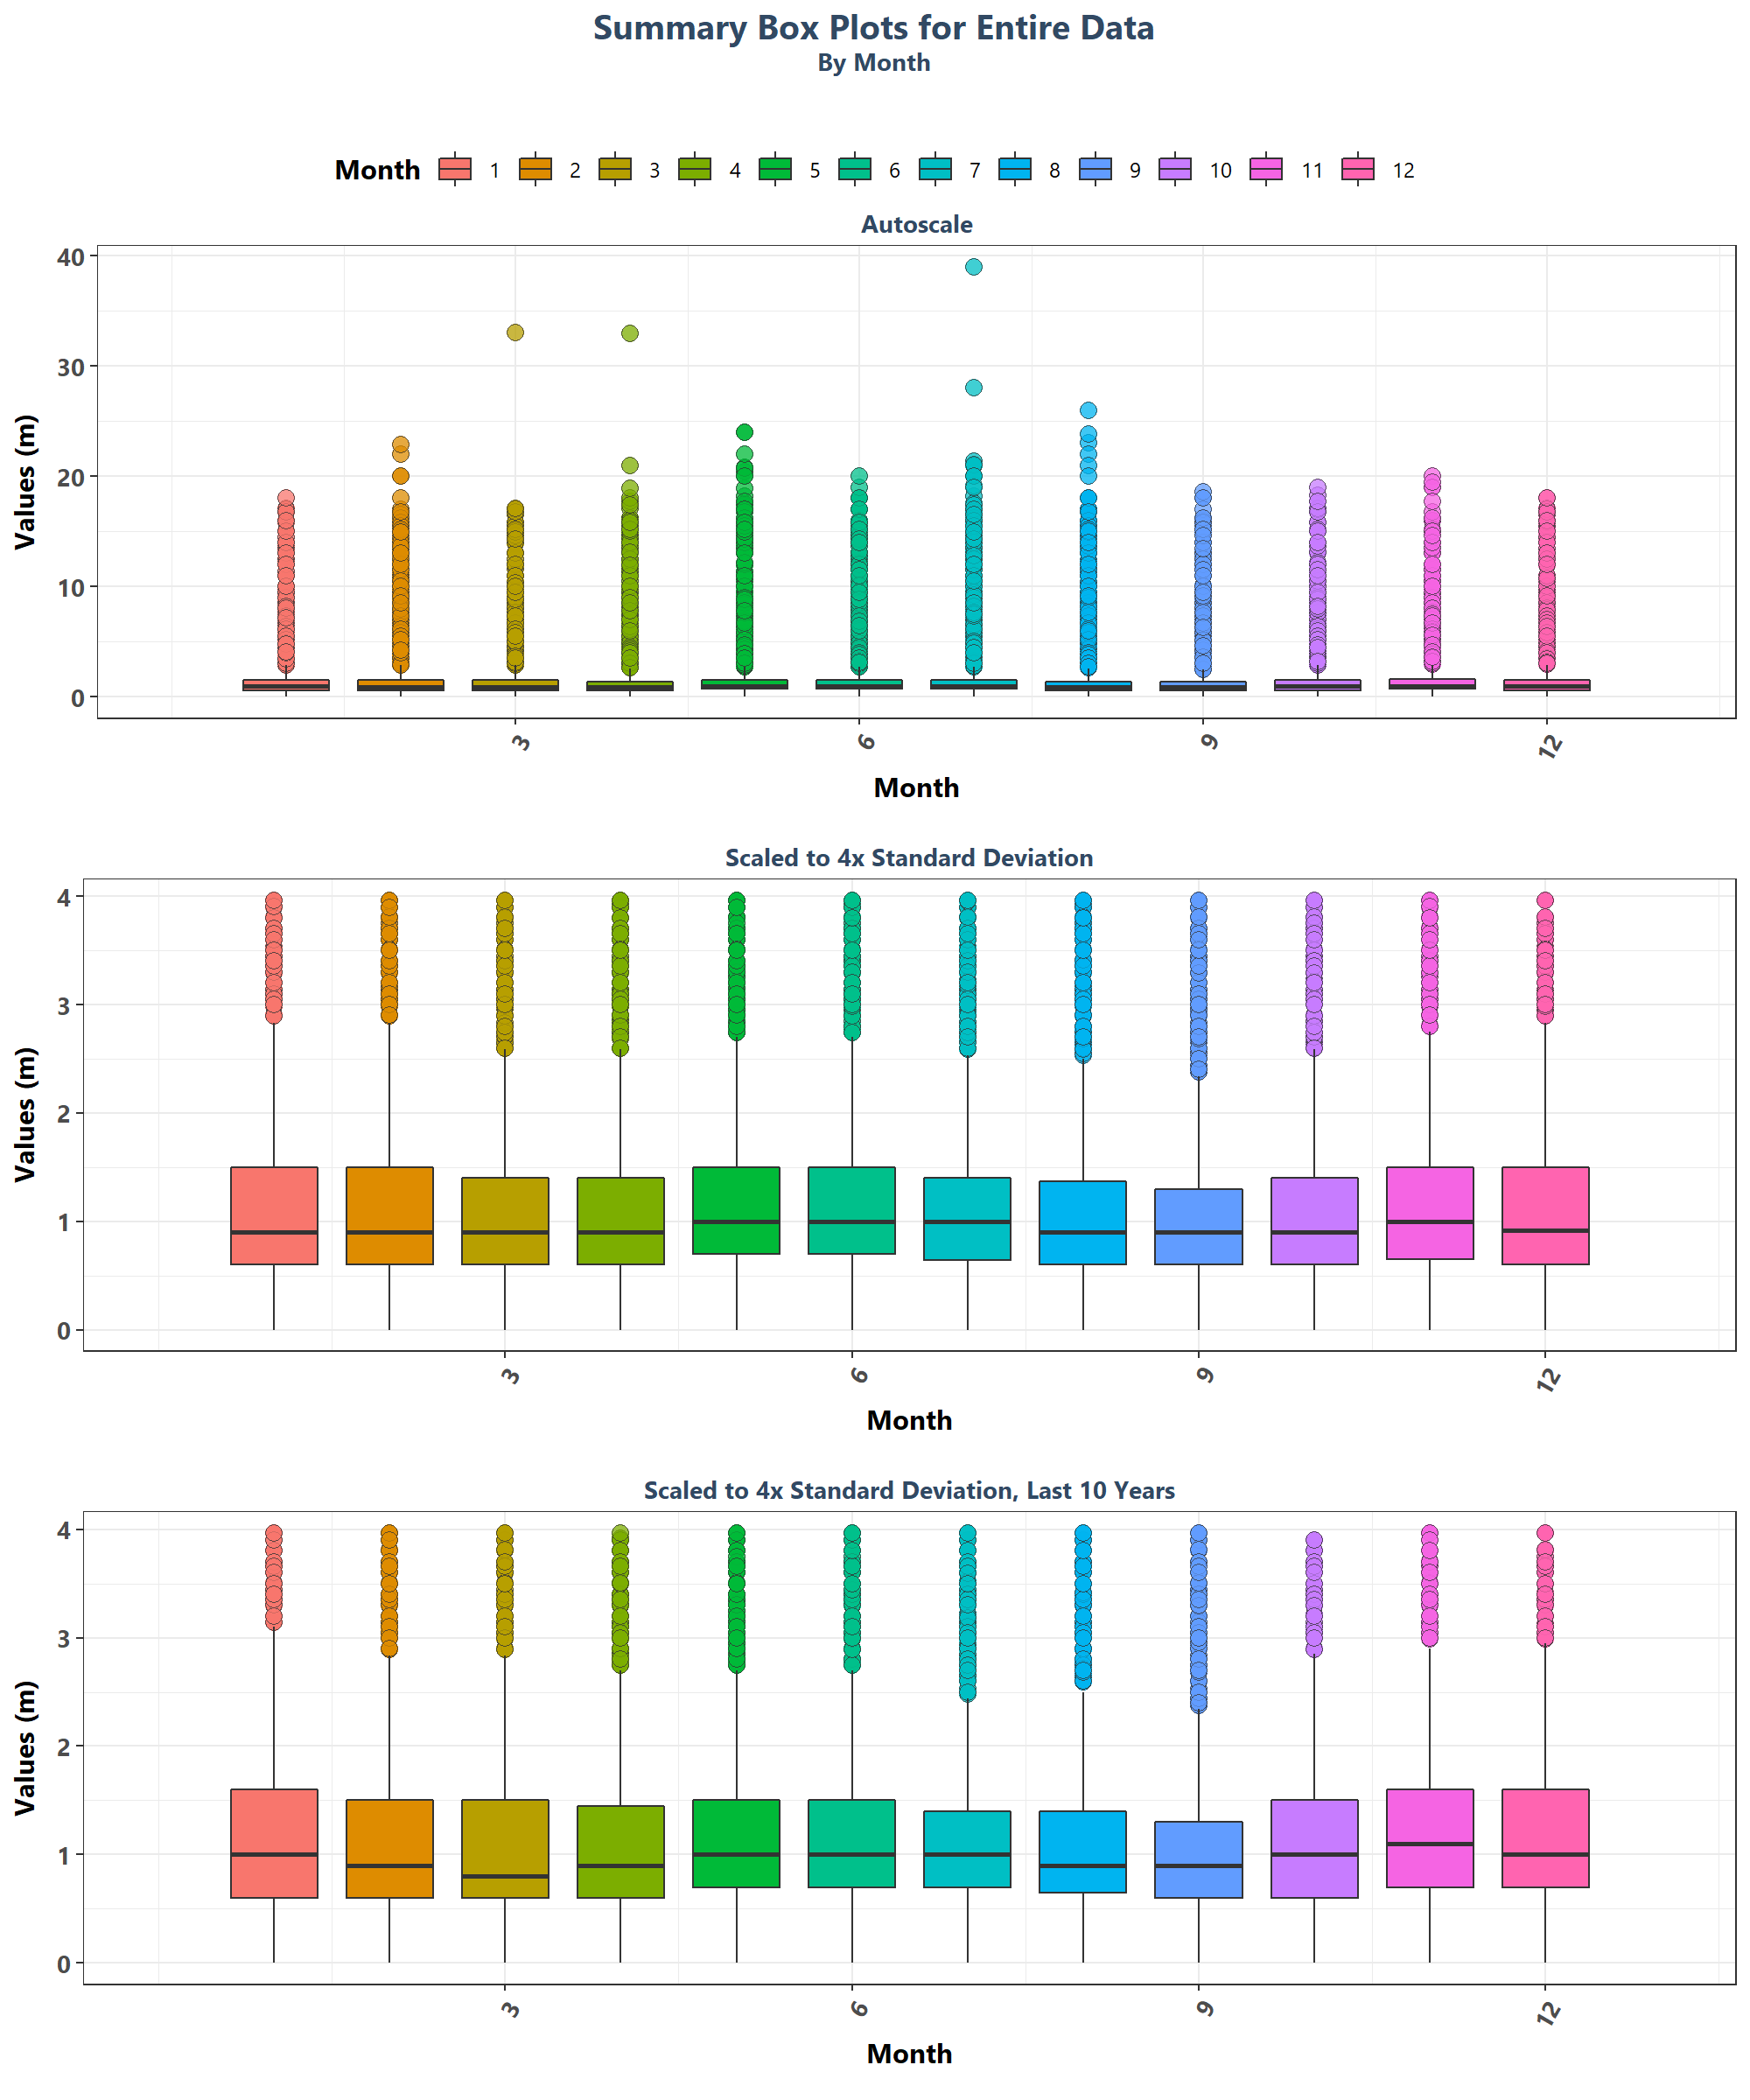 Summary Box Plots for Entire Data
By Month
Month 1 2 3 4 5 6 7 8 9 10 11 12
Autoscale
Values (m)
40
30
20
10
0
3 6 9 12
Month
Scaled to 4x Standard Deviation
Values (m)
4
3
2
1
0
3 6 9 12
Month
Scaled to 4x Standard Deviation, Last 10 Years
Values (m)
4
3
2
1
0
3 6 9 12
Month